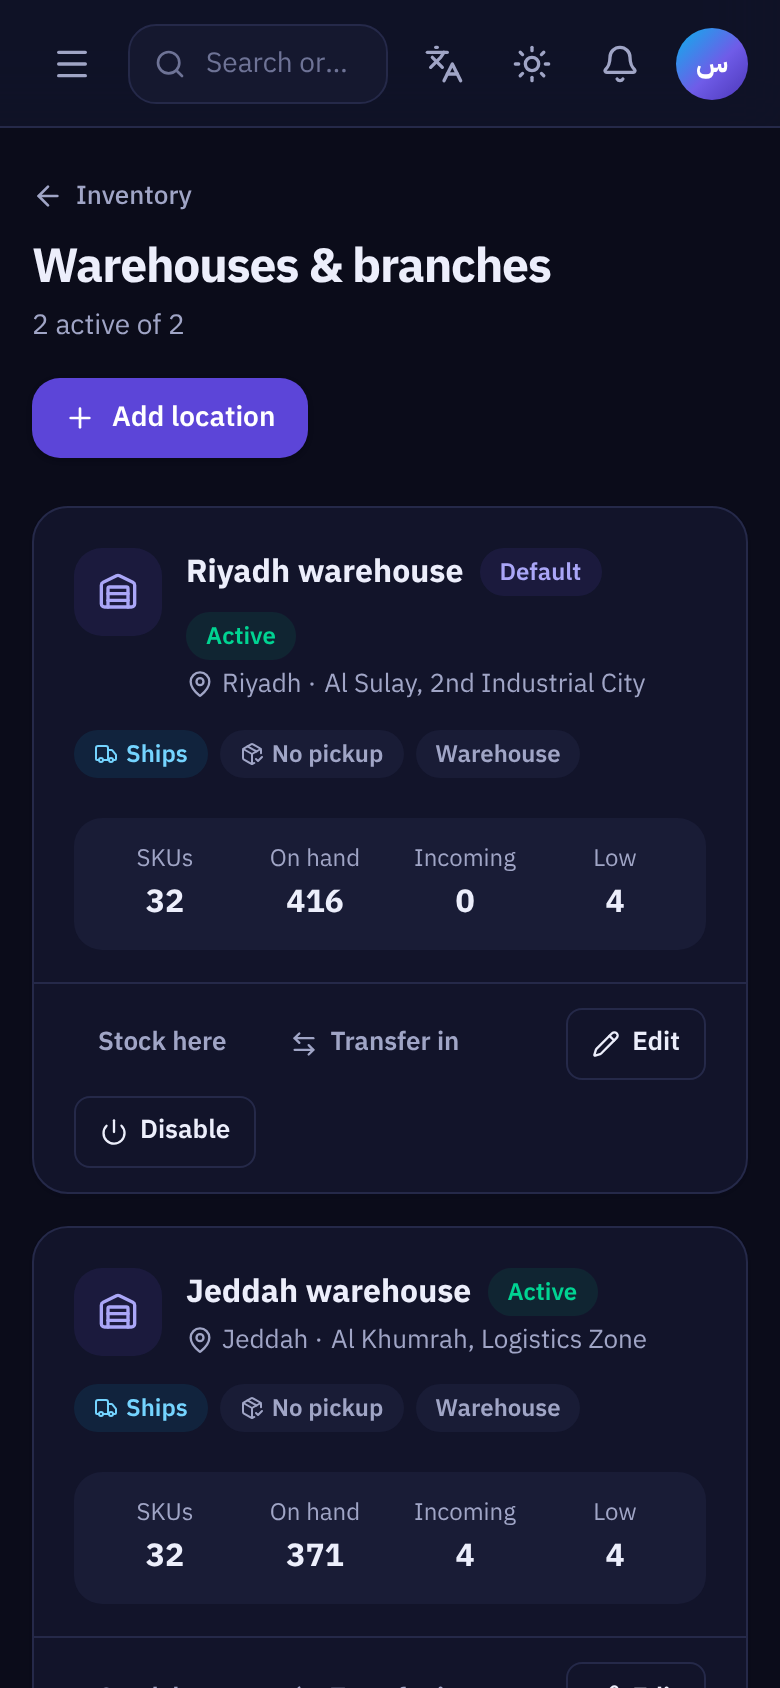 Search or...
س
Inventory
Warehouses & branches
2 active of 2
Add location
Riyadh warehouse Default
Active
Riyadh · Al Sulay, 2nd Industrial City
Ships No pickup Warehouse
SKUs On hand Incoming Low
32 416 0 4
Stock here Transfer in Edit
Disable
Jeddah warehouse Active
Jeddah · Al Khumrah, Logistics Zone
Ships No pickup Warehouse
SKUs On hand Incoming Low
32 371 4 4